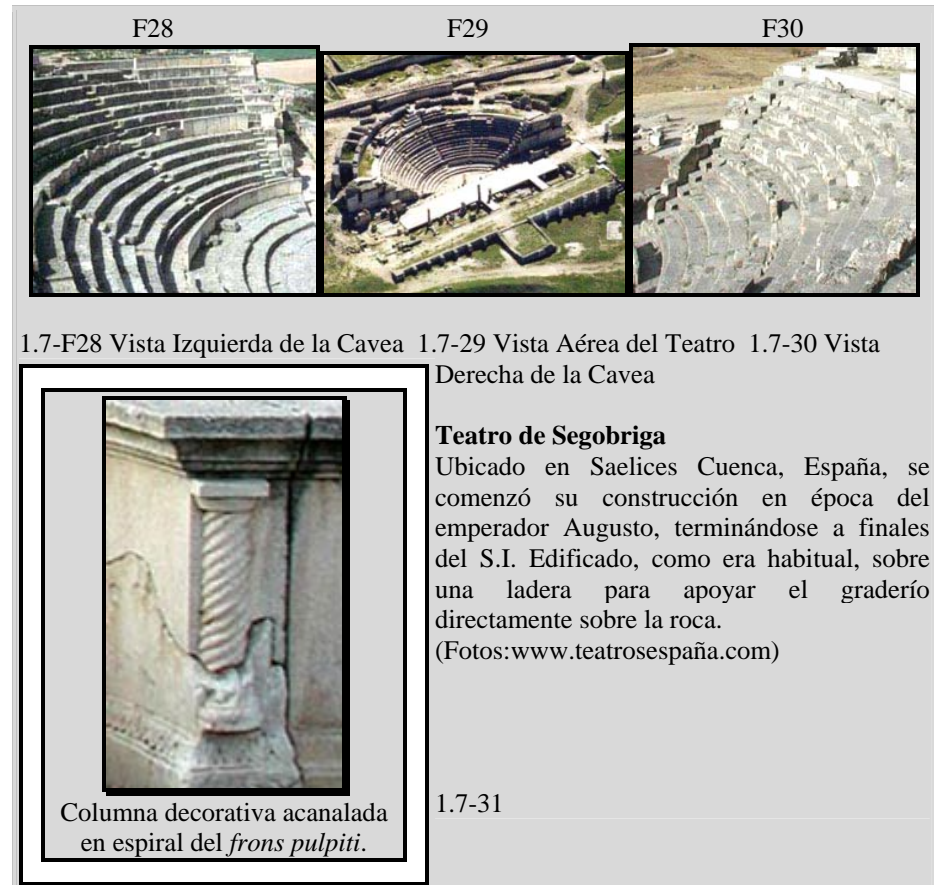 F28 F29 F30
1.7-F28 Vista Izquierda de la Cavea 1.7-29 Vista Aérea del Teatro 1.7-30 Vista
Derecha de la Cavea
Teatro de Segobriga
Ubicado en Saelices Cuenca, España, se
comenzó su construcción en época del
emperador Augusto, terminándose a finales
del S.I. Edificado, como era habitual, sobre
una ladera para apoyar el graderío
directamente sobre la roca.
(Fotos:www.teatrosespaña.com)
1.7-31
Columna decorativa acanalada
en espiral del frons pulpiti.